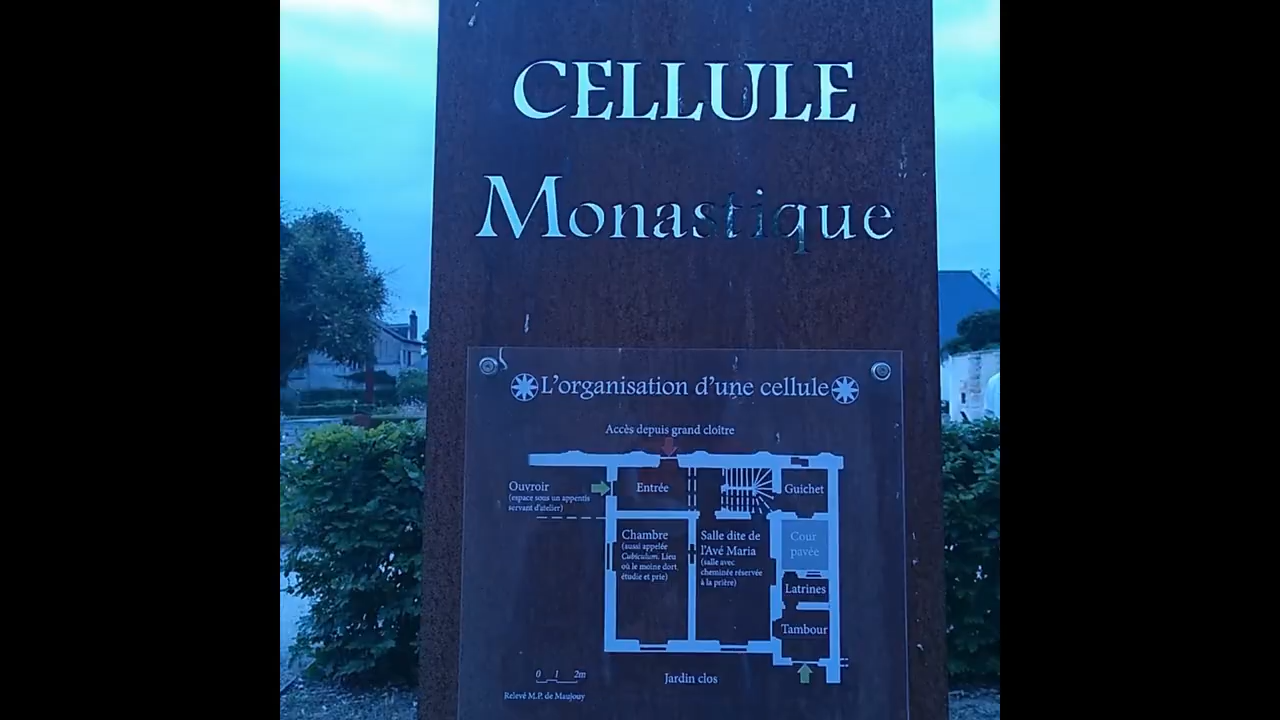 CELLULE
Monastique
L'organisation d'une cellule
Accès depuis grand cloître
Ouvroir
(espace sous un appentis
servant d'atelier)
Entrée
Guichet
Chambre
(aussi appelée
Cubiculum. Lieu
où le moine dort,
étudie et prie)
Salle dite de
l'Avé Maria
(salle avec
cheminée réservée
à la prière)
Cour
pavée
Latrines
Tambour
0 1 2m
Jardin clos
Relevé M.P. de Maujouy